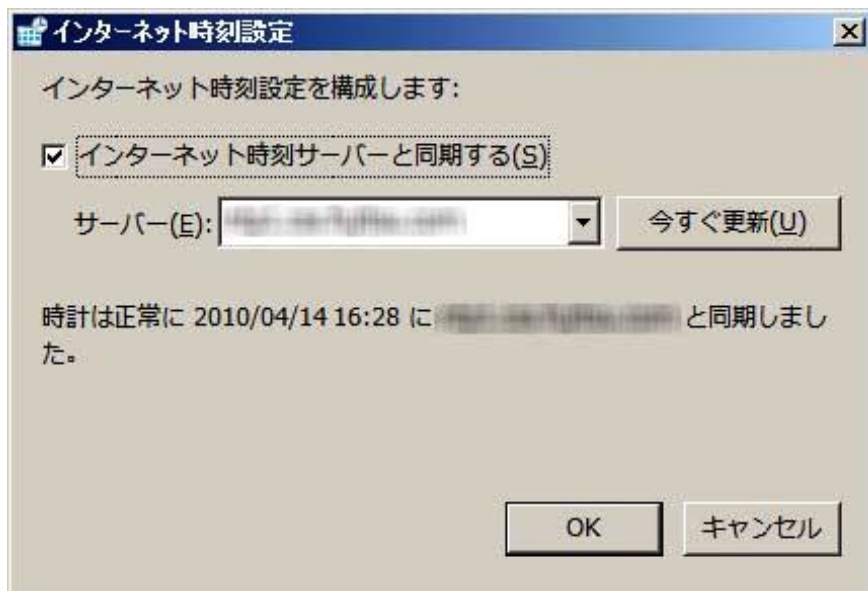 インターネット時刻設定
インターネット時刻設定を構成します:
インターネット時刻サーバーと同期する(S)
サーバー(E): 今すぐ更新(U)
時計は正常に 2010/04/14 16:28 に と同期しまし
た。
OK キャンセル